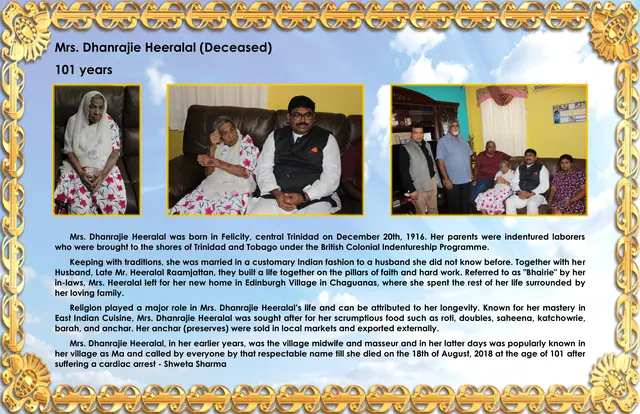 Mrs. Dhanrajie Heeralal (Deceased)
101 years
Mrs. Dhanrajie Heeralal was born in Felicity, central Trinidad on December 20th, 1916. Her parents were indentured laborers
who were brought to the shores of Trinidad and Tobago under the British Colonial Indentureship Programme.
Keeping with traditions, she was married in a customary Indian fashion to a husband she did not know before. Together with her
Husband, Late Mr. Heeralal Raamjattan, they built a life together on the pillars of faith and hard work. Referred to as "Bhairie" by her
in-laws, Mrs. Heeralal left for her new home in Edinburgh Village in Chaguanas, where she spent the rest of her life surrounded by
her loving family.
Religion played a major role in Mrs. Dhanrajie Heeralal's life and can be attributed to her longevity. Known for her mastery in
East Indian Cuisine, Mrs. Dhanrajie Heeralal was sought after for her scrumptious food such as roti, doubles, saheena, katchowrie,
barah, and anchar. Her anchar (preserves) were sold in local markets and exported externally.
Mrs. Dhanrajie Heeralal, in her earlier years, was the village midwife and masseur and in her latter days was popularly known in
her village as Ma and called by everyone by that respectable name till she died on the 18th of August, 2018 at the age of 101 after
suffering a cardiac arrest - Shweta Sharma